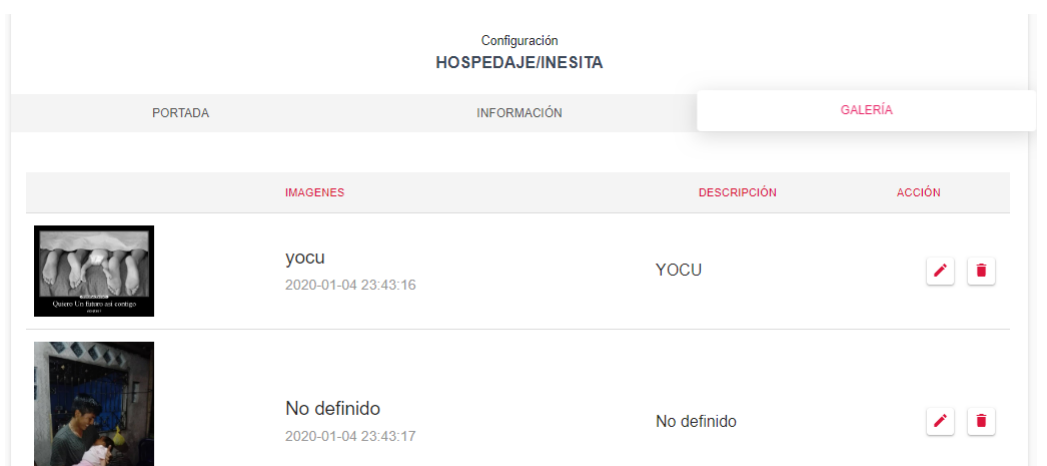 Configuración
HOSPEDAJE/INESITA
PORTADA
INFORMACIÓN
GALERÍA
IMAGENES
DESCRIPCIÓN
ACCIÓN
Quiero Un futuro asi contigo
yocu
2020-01-04 23:43:16
YOCU
No definido
2020-01-04 23:43:17
No definido